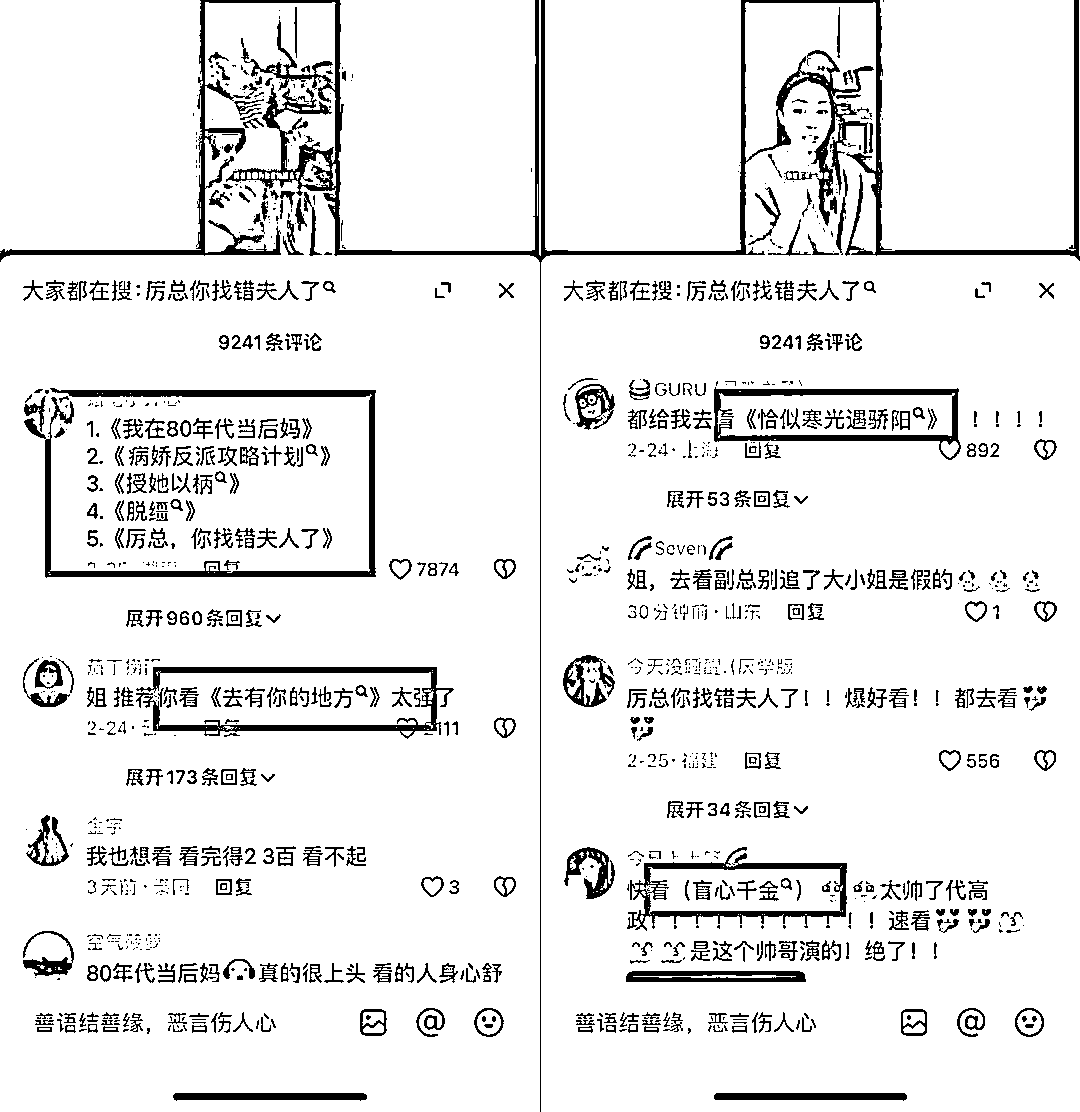 大家都在搜:厉总你找错夫人了
9241条评论
1.《我在80年代当后妈》
2.《病娇反派攻略计划》
3.《授她以柄》
4.《脱缰》
5.《厉总，你找错夫人了》
回复
7874
展开960条回复
姐 推荐你看《去有你的地方》太强了
2-24· 回复
111
展开173条回复
金字
我也想看 看完得2 3百 看不起
3天前· 回复
3
空气菠萝
80年代当后妈真的很上头 看的人身心舒
善语结善缘，恶言伤人心
大家都在搜:厉总你找错夫人了
9241条评论
GURU
都给我去看《恰似寒光遇骄阳》！！！！
2-24·上海 回复
892
展开53条回复
Seven
姐，去看副总别追了大小姐是假的
30分钟前·山东 回复
1
今天没睡醒.(厌学版
厉总你找错夫人了！！爆好看！！都去看
2-25·福建 回复
556
展开34条回复
快看（盲心千金）太帅了代高
政！！！！！！！！！！！速看
是这个帅哥演的！绝了！！
善语结善缘，恶言伤人心